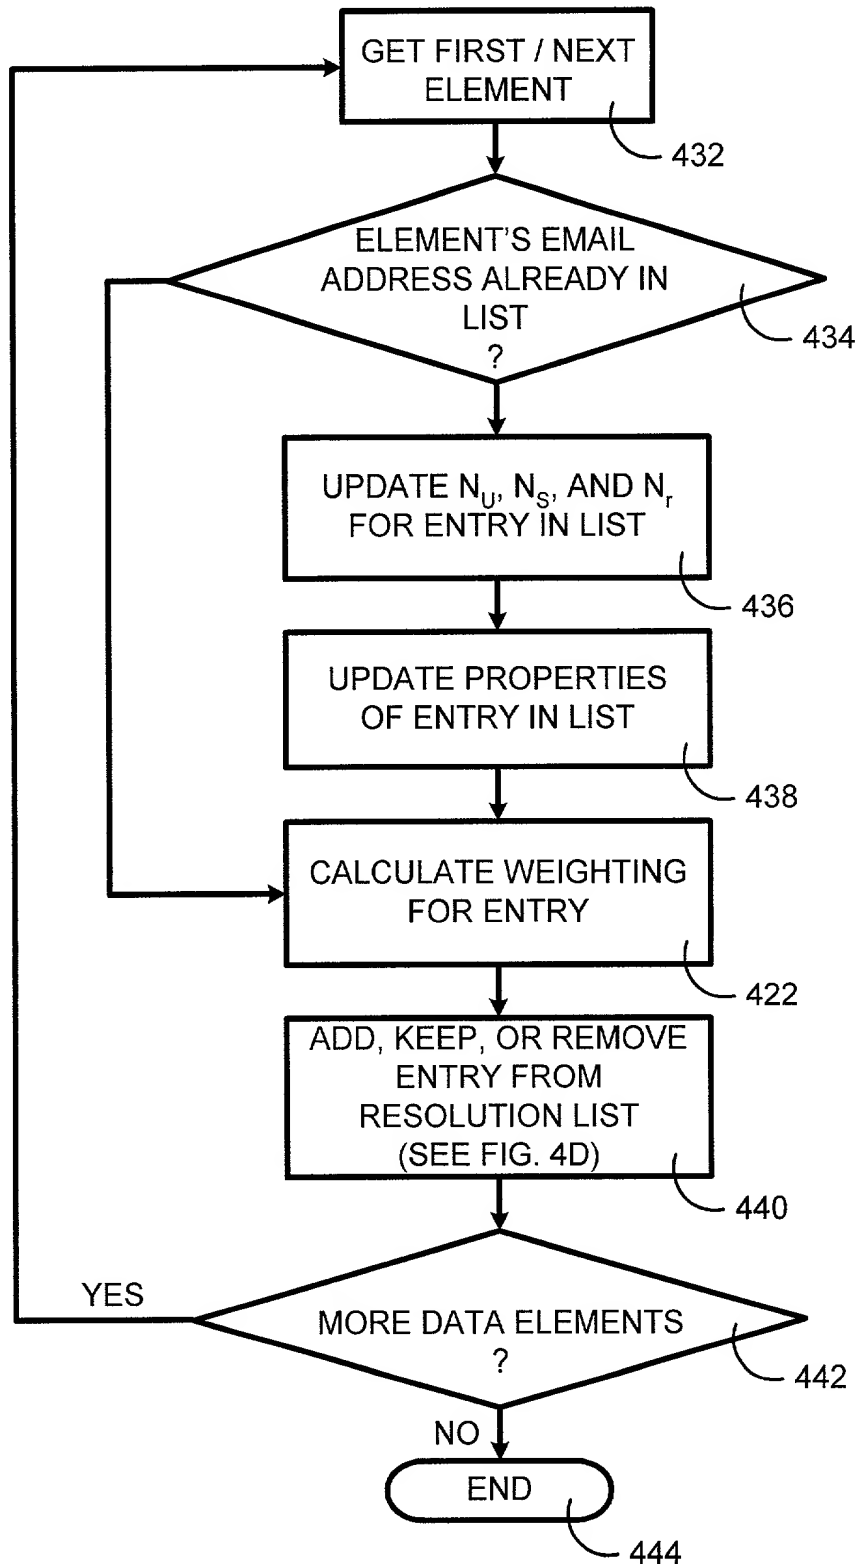 GET FIRST / NEXT
ELEMENT
432
ELEMENT'S EMAIL
ADDRESS ALREADY IN
LIST
?
434
UPDATE NU, NS, AND Nr
FOR ENTRY IN LIST
436
UPDATE PROPERTIES
OF ENTRY IN LIST
438
CALCULATE WEIGHTING
FOR ENTRY
422
ADD, KEEP, OR REMOVE
ENTRY FROM
RESOLUTION LIST
(SEE FIG. 4D)
440
YES
MORE DATA ELEMENTS
?
442
NO
END
444